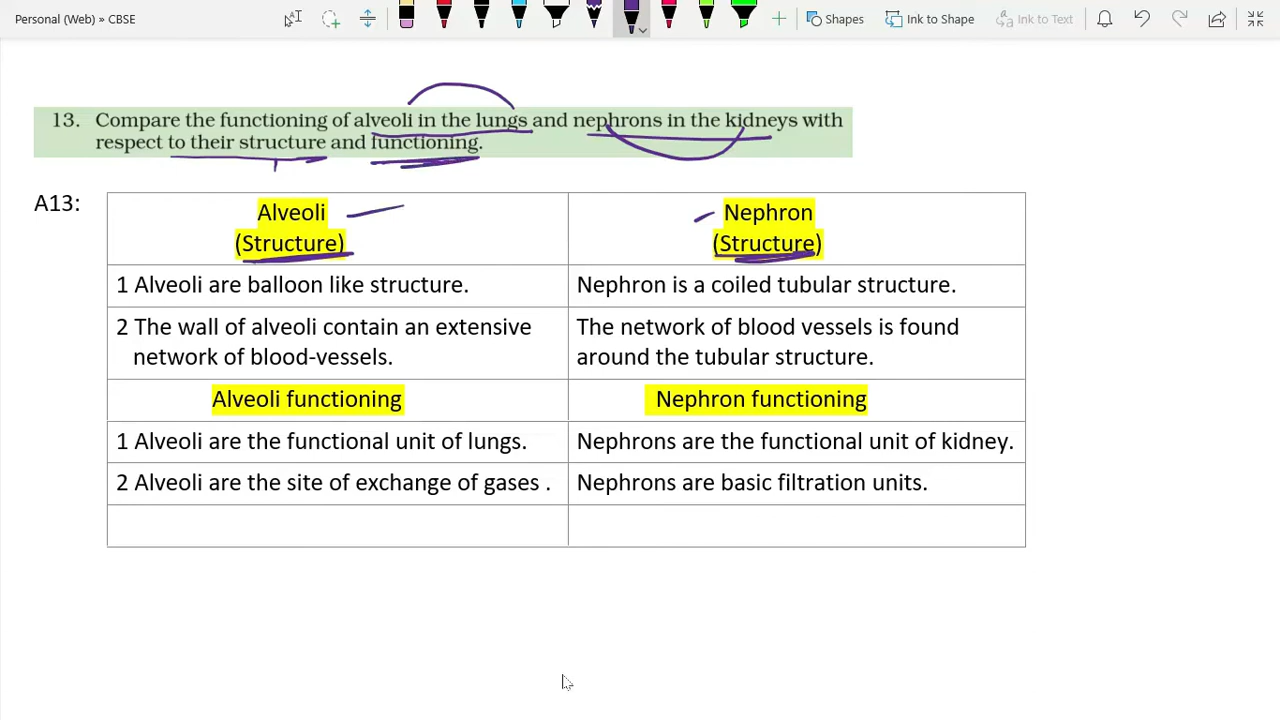 Personal (Web) » CBSE
Shapes
Ink to Shape
Ink to Text
13. Compare the functioning of alveoli in the lungs and nephrons in the kidneys with
respect to their structure and functioning.
A13:
Alveoli
(Structure)
Nephron
(Structure)
1 Alveoli are balloon like structure.
Nephron is a coiled tubular structure.
2 The wall of alveoli contain an extensive
network of blood-vessels.
The network of blood vessels is found
around the tubular structure.
Alveoli functioning
Nephron functioning
1 Alveoli are the functional unit of lungs.
Nephrons are the functional unit of kidney.
2 Alveoli are the site of exchange of gases .
Nephrons are basic filtration units.